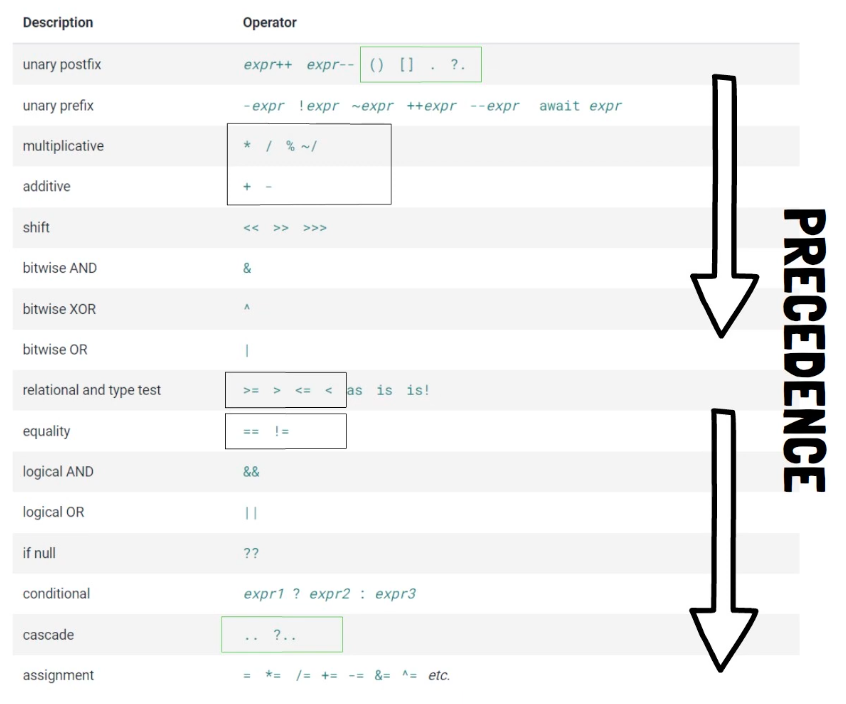 Description Operator
unary postfix expr++ expr-- () [] . ?.
unary prefix -expr !expr ~expr ++expr --expr await expr
multiplicative * / % ~/
additive + -
shift << >> >>>
bitwise AND &
bitwise XOR ^
bitwise OR |
relational and type test >= > <= < as is is!
equality == !=
logical AND &&
logical OR ||
if null ??
conditional expr1 ? expr2 : expr3
cascade .. ?..
assignment = *= /= += -= &= ^= etc.
PRECEDENCE